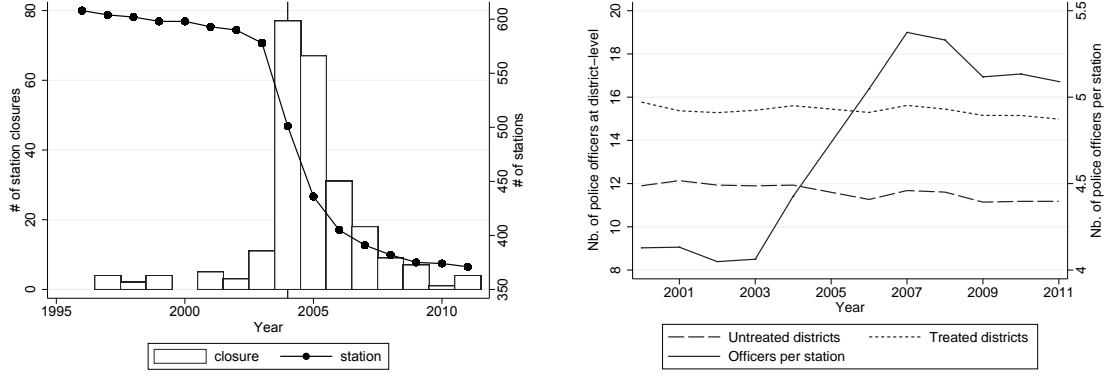 # of station closures
80
60
40
20
0
# of stations
600
550
500
450
400
350
1995
2000
2005
2010
Year
closure
station
Nb. of police officers at district−level
20
18
16
14
12
10
8
Nb. of police officers per station
5.5
5
4.5
4
2001
2003
2005
2007
2009
2011
Year
Untreated districts
Treated districts
Officers per station